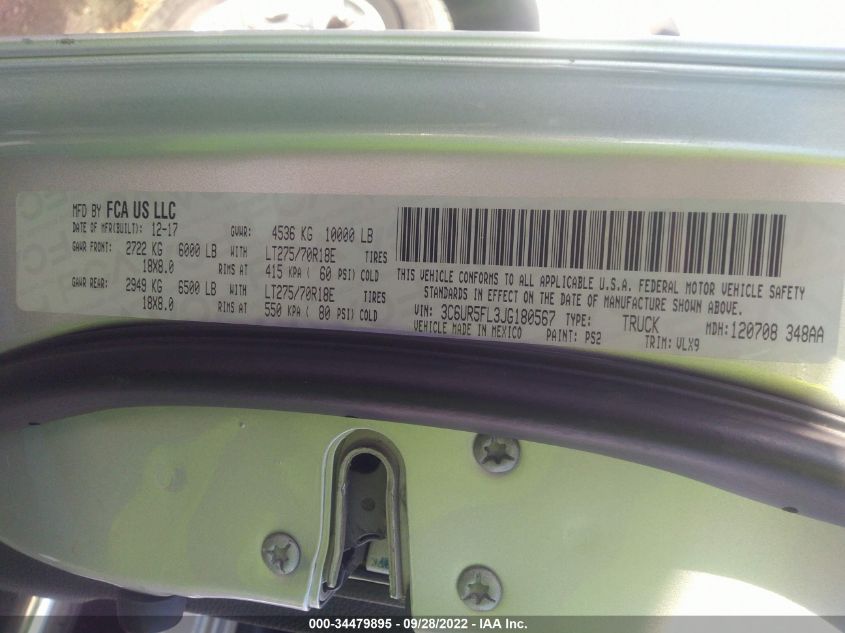 MFD BY FCA US LLC
DATE OF MFR(BUILT): 12-17 GVWR: 4536 KG 10000 LB
GAWR FRONT: 2722 KG 6000 LB WITH LT275/70R18E TIRES
18X8.0 RIMS AT 415 KPA ( 60 PSI) COLD
GAWR REAR: 2949 KG 6500 LB WITH LT275/70R18E TIRES
18X8.0 RIMS AT 550 KPA ( 80 PSI) COLD
THIS VEHICLE CONFORMS TO ALL APPLICABLE U.S.A. FEDERAL MOTOR VEHICLE SAFETY
STANDARDS IN EFFECT ON THE DATE OF MANUFACTURE SHOWN ABOVE.
VIN: 3C6UR5FL3JG180567 TYPE: TRUCK MDH: 120708 348AA
VEHICLE MADE IN MEXICO PAINT: PS2 TRIM: VLX9
000-34479895 - 09/28/2022 - IAA Inc.